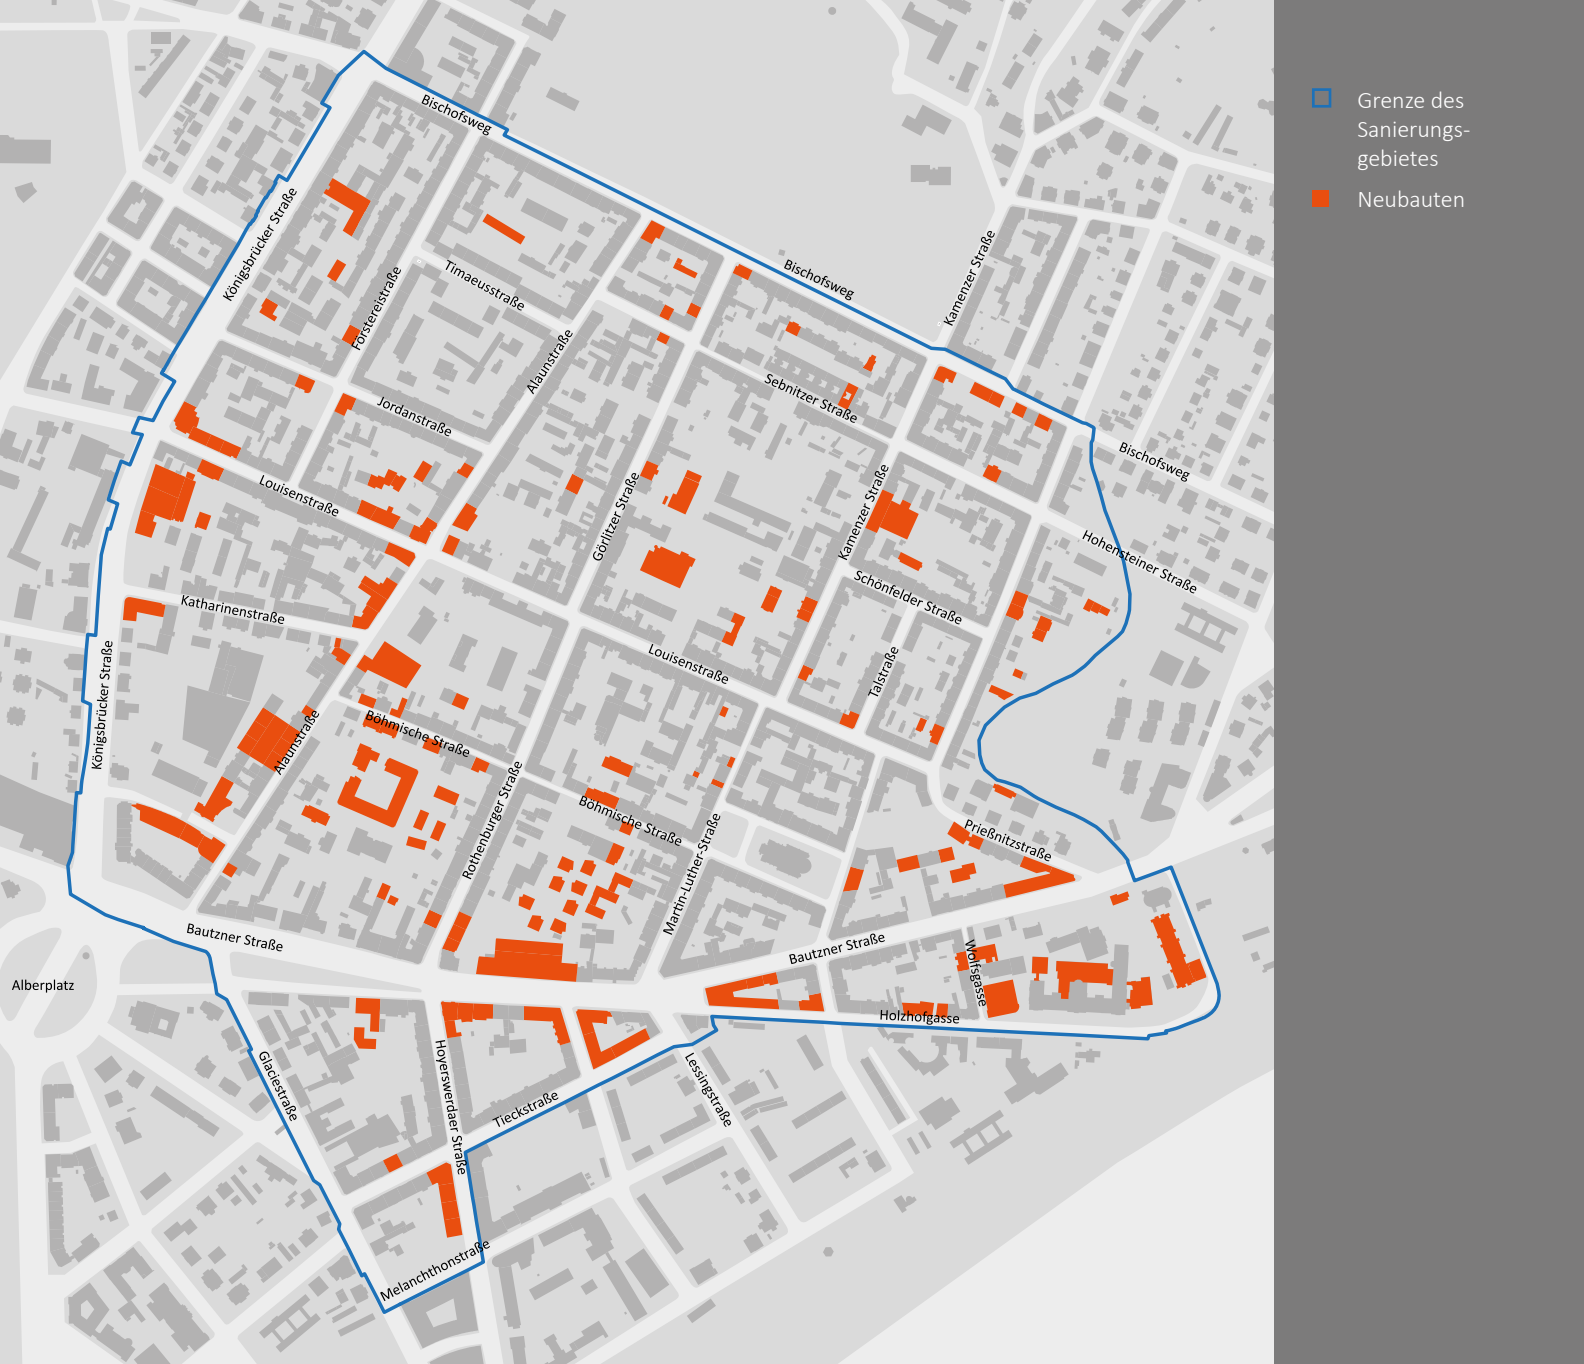 Grenze des
Sanierungs-
gebietes
Neubauten
Bischofsweg
Königsbrücker Straße
Forstereistraße
Timaeusstraße
Bischofsweg
Kamenzer Straße
Alaunstraße
Jordanstraße
Sebnitzer Straße
Bischofsweg
Louisenstraße
Görlitzer Straße
Kamenzer Straße
Hohensteiner Straße
Katharinenstraße
Schönfelder Straße
Königsbrücker Straße
Louisenstraße
Talstraße
Alaunstraße
Böhmische Straße
Rothenburger Straße
Böhmische Straße
Martin-Luther-Straße
Prießnitzstraße
Bautzner Straße
Bautzner Straße
Wolfsgasse
Alberplatz
Holzhofgasse
Glaciestraße
Hoyerswerdaer Straße
Tieckstraße
Lessingstraße
Melanchthonstraße